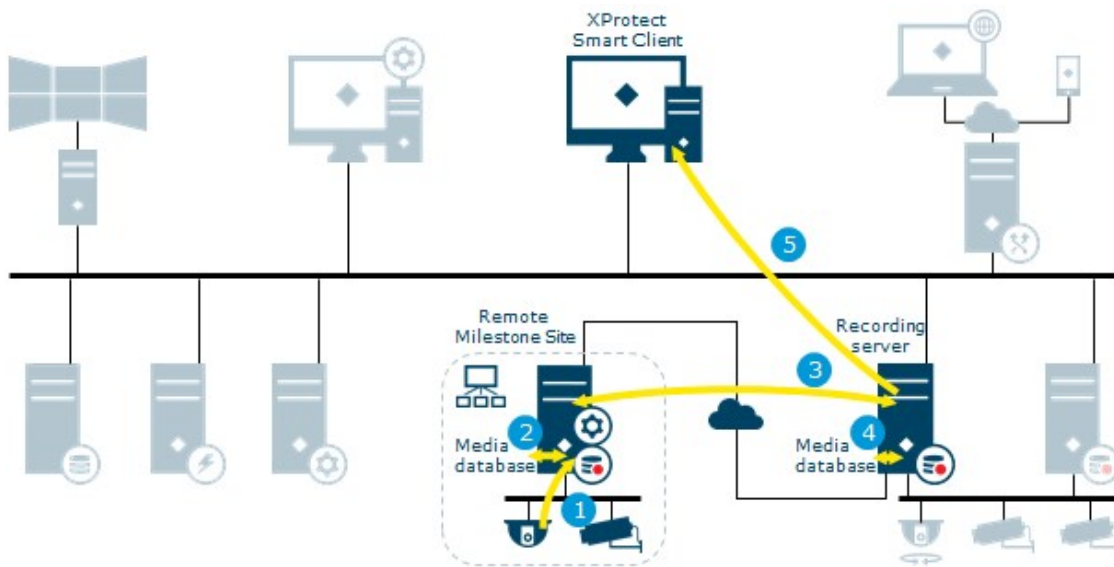 XProtect
Smart Client
5
Remote
Milestone Site
Recording
server
3
2
4
Media
database
Media
database
1